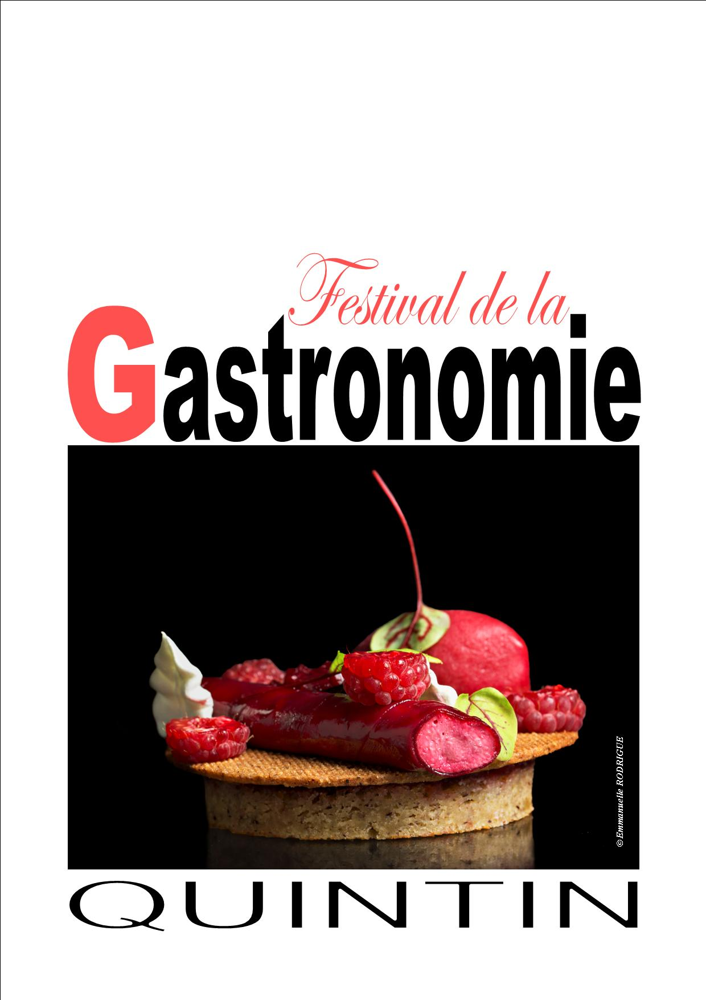 Festival de la
Gastronomie
©Emmanuelle RODRIGUE
QUINTIN